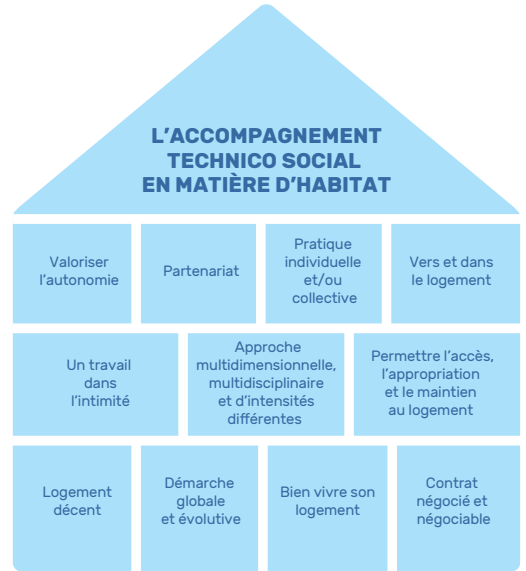 L'ACCOMPAGNEMENT
TECHNICO SOCIAL
EN MATIÈRE D'HABITAT
Valoriser
l'autonomie
Partenariat
Pratique
individuelle
et/ou
collective
Vers et dans
le logement
Un travail
dans
l'intimité
Approche
multidimensionnelle,
multidisciplinaire
et d'intensités
différentes
Permettre l'accès,
l'appropriation
et le maintien
au logement
Logement
décent
Démarche
globale
et évolutive
Bien vivre son
logement
Contrat
négocié et
négociable